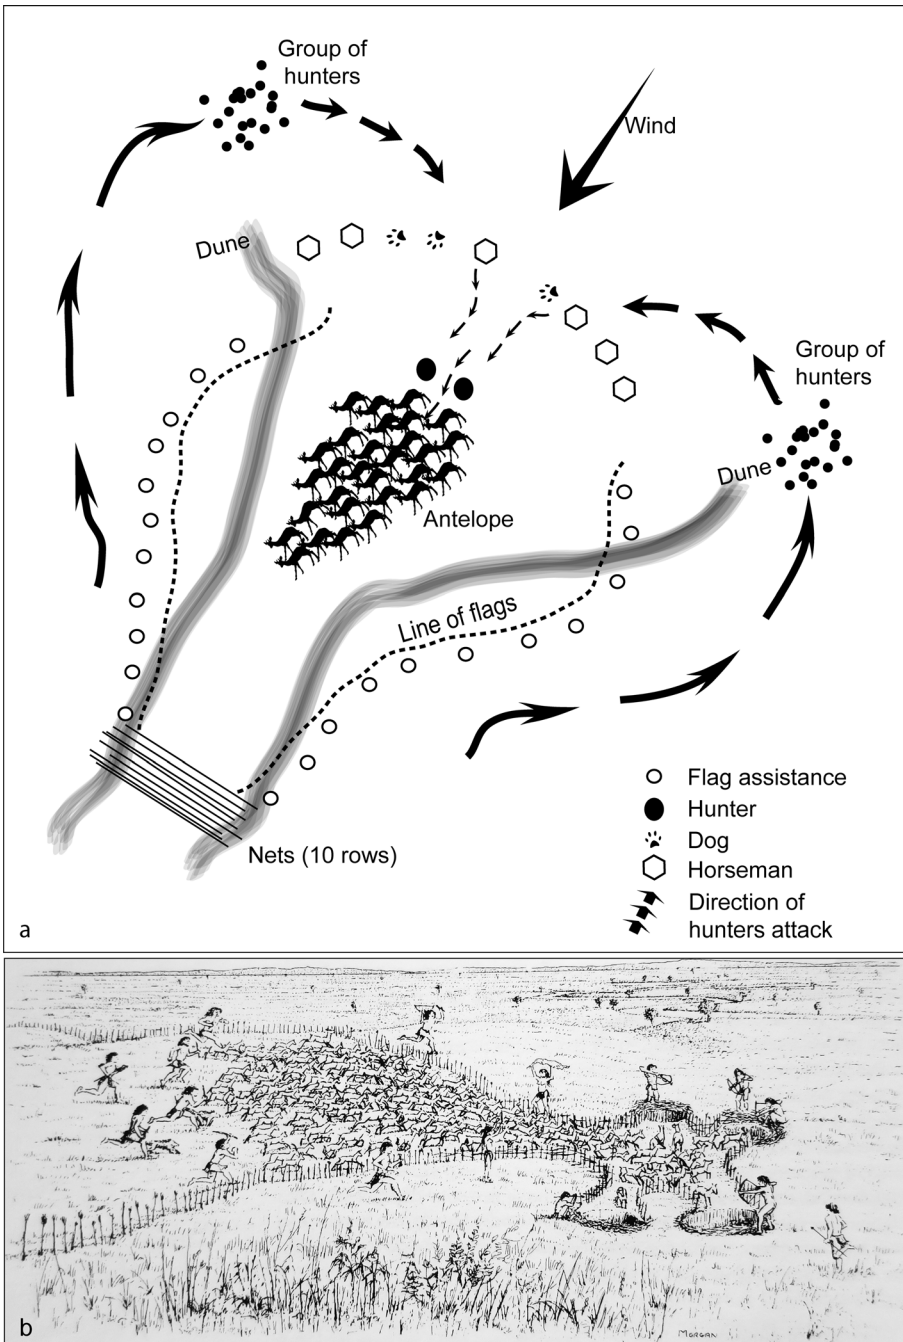 Group of
hunters
Wind
Dune
Group of
hunters
Dune
Antelope
Line of flags
Flag assistance
Hunter
Dog
Horseman
Nets (10 rows)
Direction of
hunters attack
a
b
MORGAN